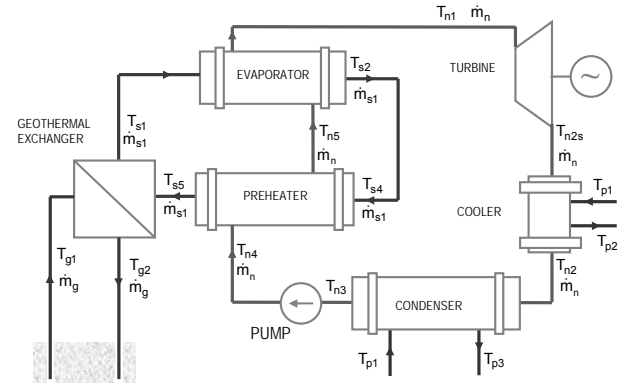 Tn1 ṁn
EVAPORATOR
Ts2
ṁs1
TURBINE
~
GEOTHERMAL
EXCHANGER
Ts1
ṁs1
Tn5
ṁn
Tn2s
ṁn
Ts5
ṁs1
PREHEATER
Ts4
ṁs1
COOLER
Tp1
Tp2
Tg1
ṁg
Tg2
ṁg
Tn4
ṁn
Tn3
CONDENSER
Tn2
ṁn
PUMP
Tp1
Tp3